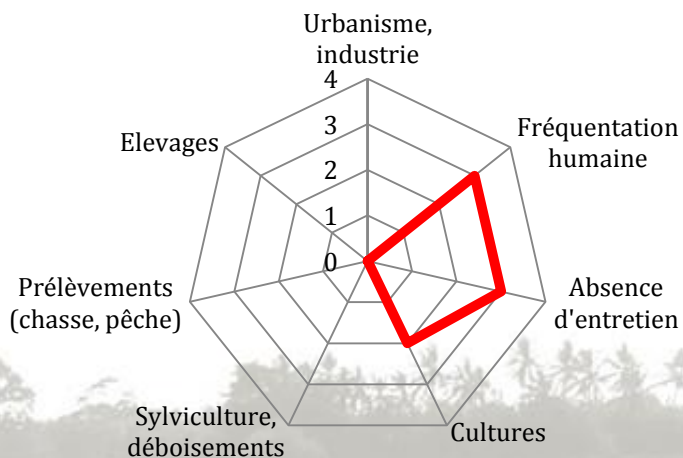 Urbanisme,
industrie
4
3
2
1
0
Fréquentation
humaine
Absence
d'entretien
Cultures
Sylviculture,
déboisements
Prélèvements
(chasse, pêche)
Elevages